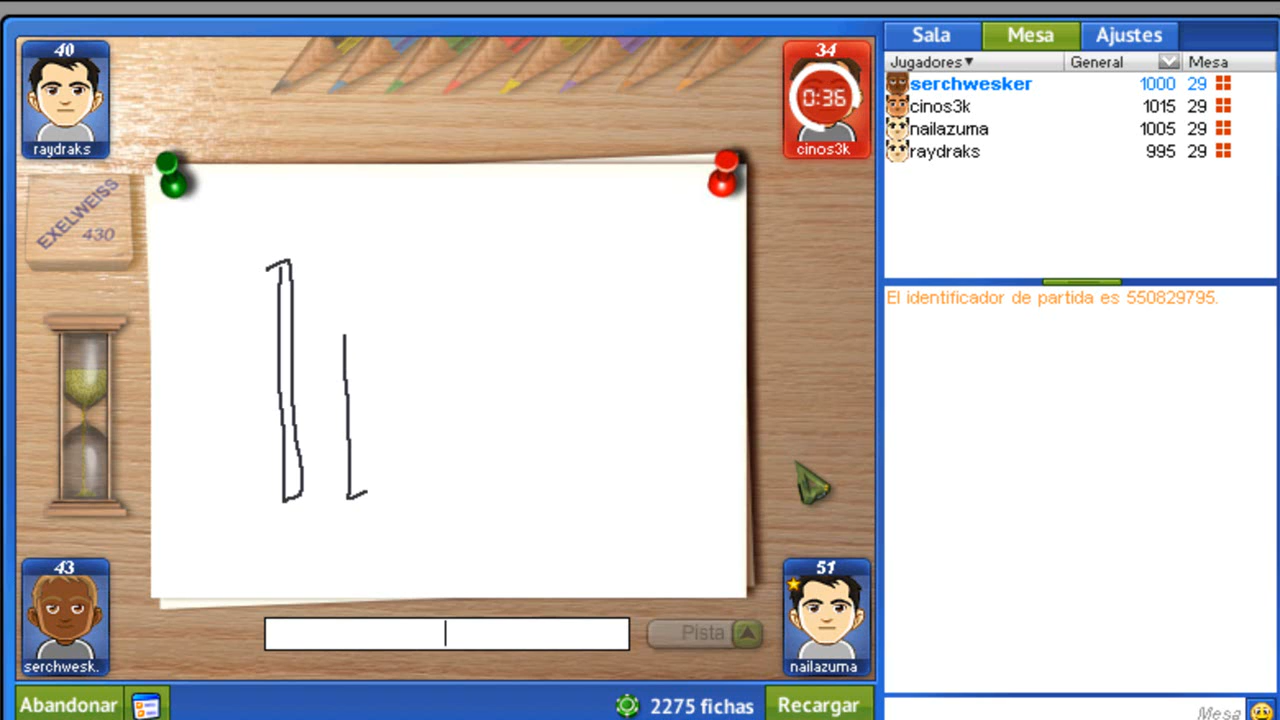 40
raydraks
34
0:36
cinos3k
EXELWEISS
430
43
serchwesk.
51
nailazuma
Pista
Abandonar
2275 fichas
Recargar
Sala Mesa Ajustes
Jugadores General Mesa
serchwesker 1000 29
cinos3k 1015 29
nailazuma 1005 29
raydraks 995 29
El identificador de partida es 550829795.
Mesa